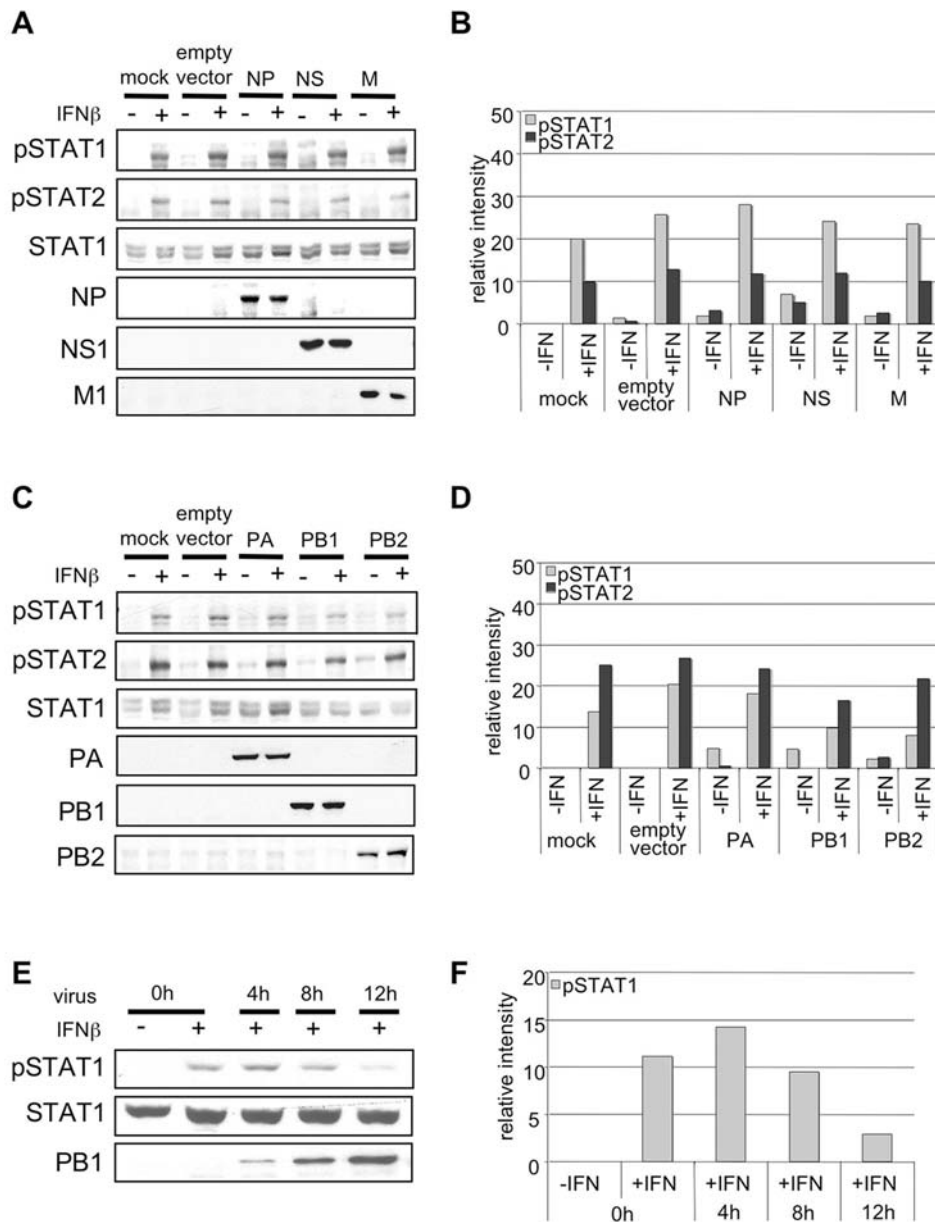 A
mock empty vector NP NS M
IFNβ - + - + - + - + - +
pSTAT1
pSTAT2
STAT1
NP
NS1
M1
B
relative intensity
50
40
30
20
10
0
pSTAT1
pSTAT2
-IFN +IFN -IFN +IFN -IFN +IFN -IFN +IFN -IFN +IFN
mock empty vector NP NS M
C
mock empty vector PA PB1 PB2
IFNβ - + - + - + - + - +
pSTAT1
pSTAT2
STAT1
PA
PB1
PB2
D
relative intensity
50
40
30
20
10
0
pSTAT1
pSTAT2
-IFN +IFN -IFN +IFN -IFN +IFN -IFN +IFN -IFN +IFN
mock empty vector PA PB1 PB2
E
virus 0h 4h 8h 12h
IFNβ - + + + +
pSTAT1
STAT1
PB1
F
relative intensity
20
15
10
5
0
pSTAT1
-IFN +IFN +IFN +IFN +IFN
0h 4h 8h 12h